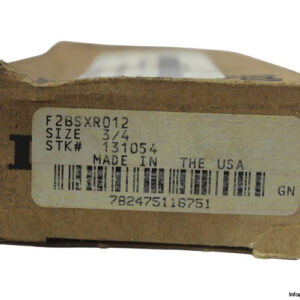 F2BSXR012
SIZE 3/4
STK# 131054
MADE IN THE USA
782475116751
GN